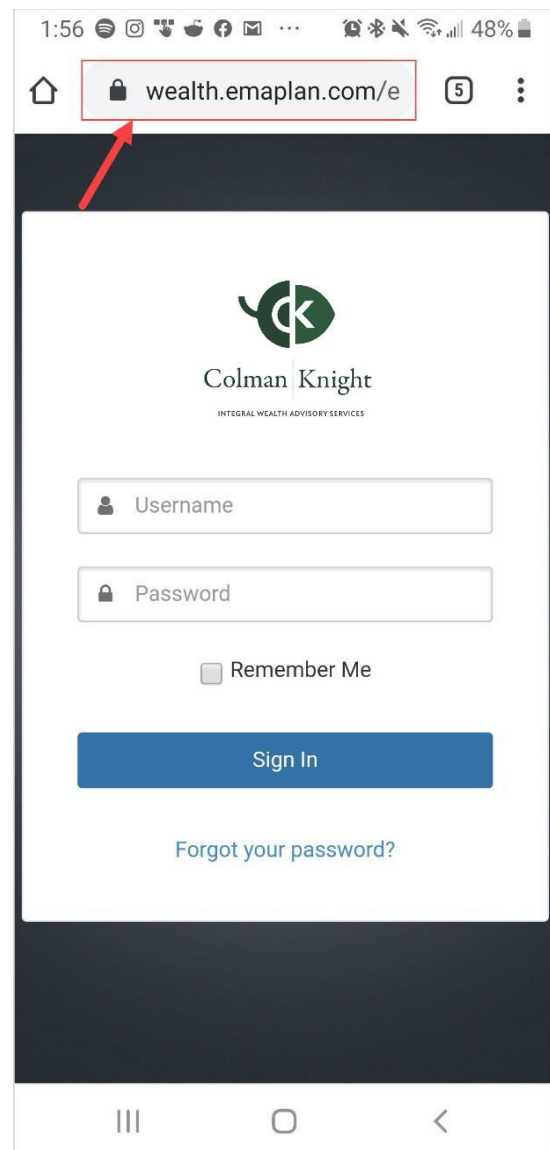 1:56 48%
wealth.emaplan.com/e 5
CK
Colman Knight
INTEGRAL WEALTH ADVISORY SERVICES
Username
Password
Remember Me
Sign In
Forgot your password?